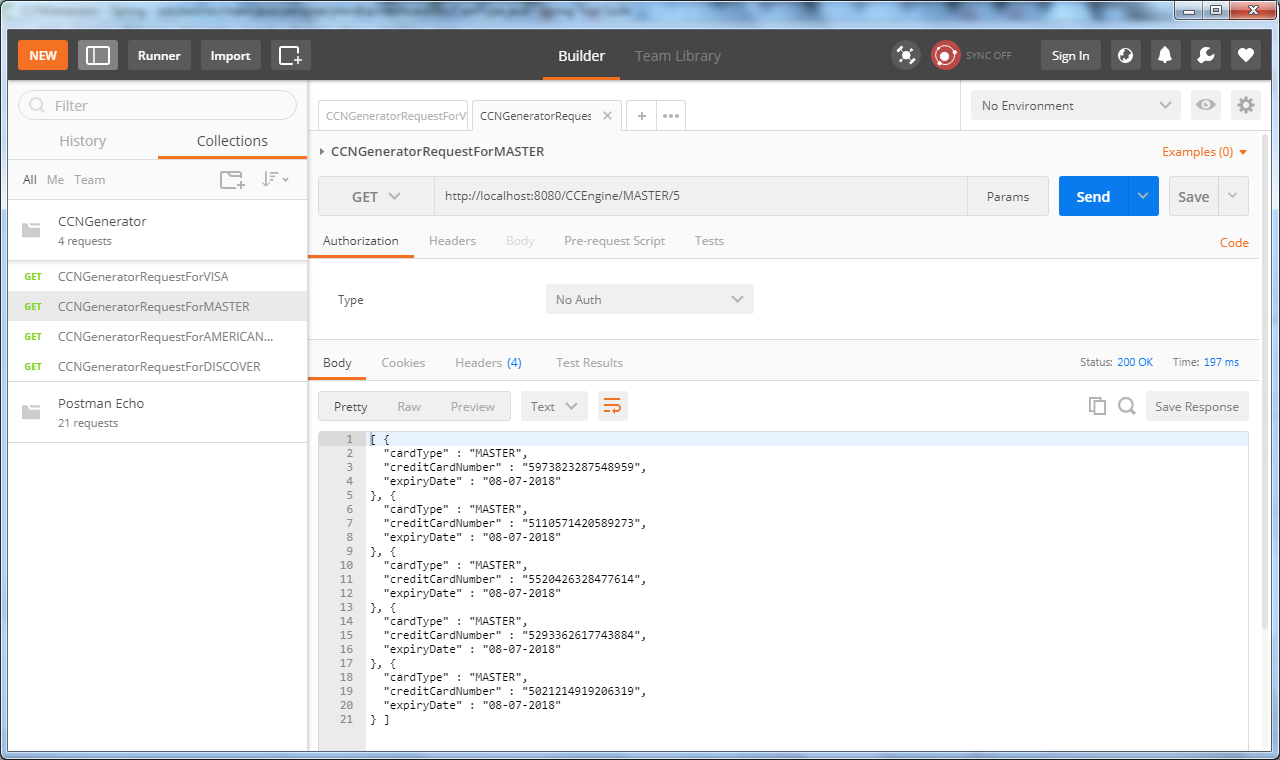 NEW
Runner
Import
Builder
Team Library
SYNC OFF
Sign In
Filter
History
Collections
All Me Team
CCNGenerator
4 requests
GET CCNGeneratorRequestForVISA
GET CCNGeneratorRequestForMASTER
GET CCNGeneratorRequestForAMERICAN...
GET CCNGeneratorRequestForDISCOVER
Postman Echo
21 requests
CCNGeneratorRequestForV
CCNGeneratorReques
No Environment
CCNGeneratorRequestForMASTER
Examples (0)
GET
http://localhost:8080/CCEngine/MASTER/5
Params
Send
Save
Authorization Headers Body Pre-request Script Tests
Code
Type
No Auth
Body Cookies Headers (4) Test Results
Status: 200 OK Time: 197 ms
Pretty Raw Preview
Text
Save Response
1 [ {
2 "cardType" : "MASTER",
3 "creditCardNumber" : "5973823287548959",
4 "expiryDate" : "08-07-2018"
5 }, {
6 "cardType" : "MASTER",
7 "creditCardNumber" : "5110571420589273",
8 "expiryDate" : "08-07-2018"
9 }, {
10 "cardType" : "MASTER",
11 "creditCardNumber" : "5520426328477614",
12 "expiryDate" : "08-07-2018"
13 }, {
14 "cardType" : "MASTER",
15 "creditCardNumber" : "5293362617743884",
16 "expiryDate" : "08-07-2018"
17 }, {
18 "cardType" : "MASTER",
19 "creditCardNumber" : "5021214919206319",
20 "expiryDate" : "08-07-2018"
21 } ]